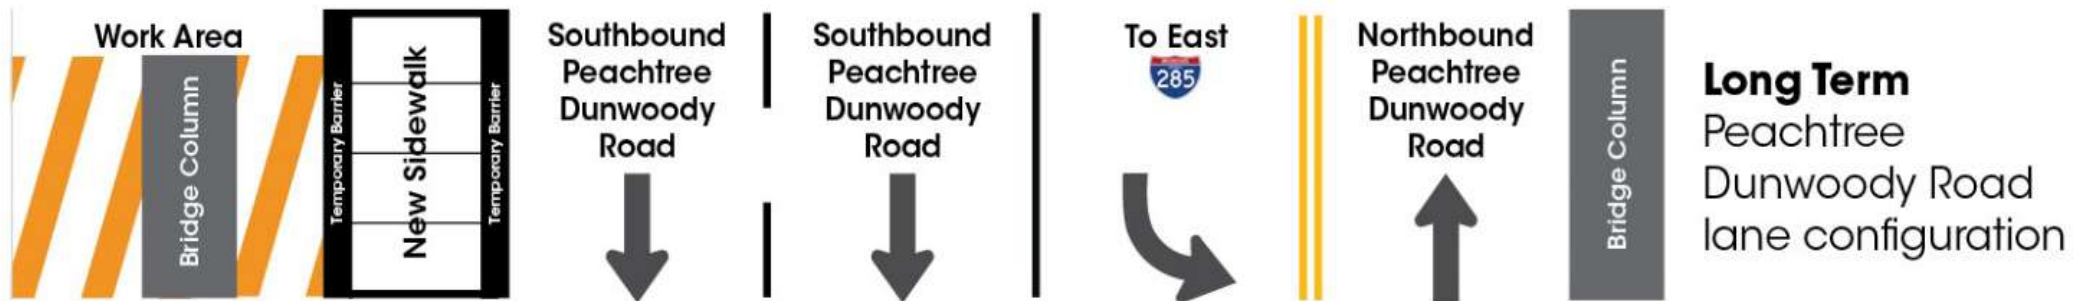 Work Area
Bridge Column
Temporary Barrier
New Sidewalk
Temporary Barrier
Southbound
Peachtree
Dunwoody
Road
Southbound
Peachtree
Dunwoody
Road
To East
285
Northbound
Peachtree
Dunwoody
Road
Bridge Column
Long Term
Peachtree
Dunwoody Road
lane configuration